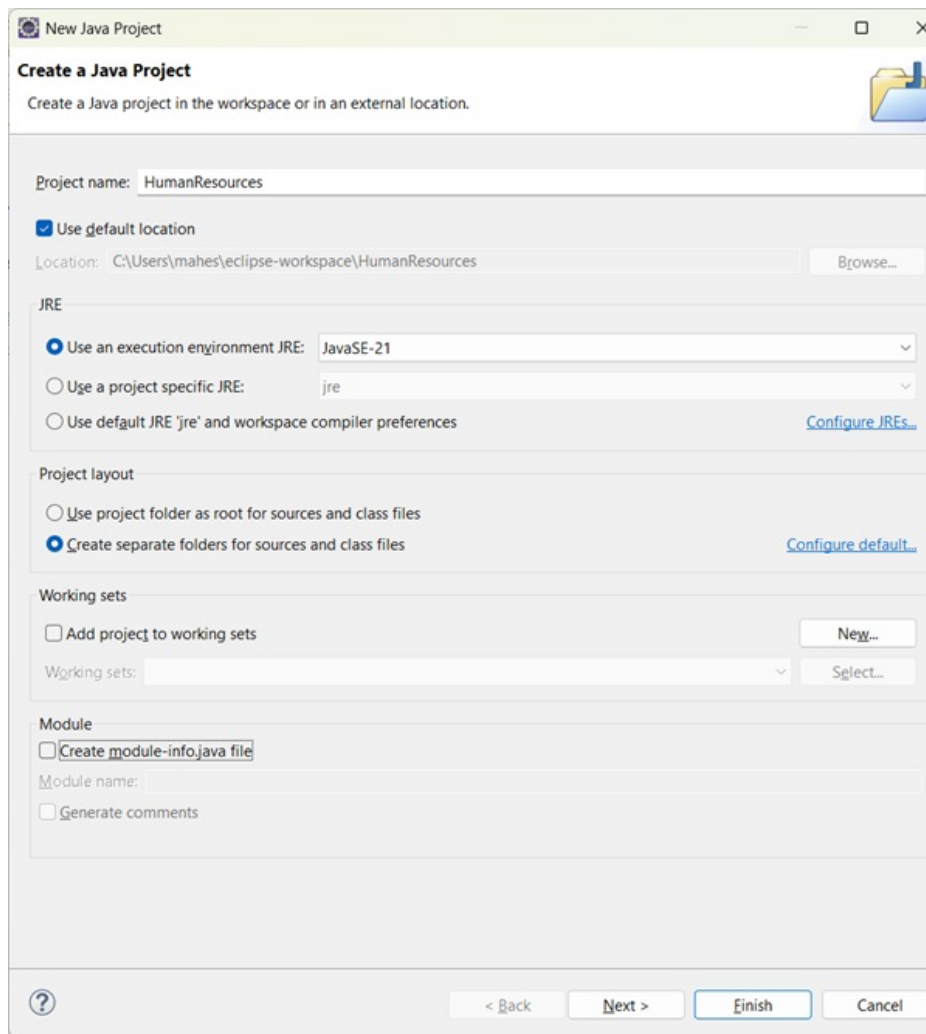 New Java Project
Create a Java Project
Create a Java project in the workspace or in an external location.
Project name: HumanResources
Use default location
Location: C:\Users\mahes\eclipse-workspace\HumanResources Browse...
JRE
Use an execution environment JRE: JavaSE-21
Use a project specific JRE: jre
Use default JRE 'jre' and workspace compiler preferences Configure JREs...
Project layout
Use project folder as root for sources and class files
Create separate folders for sources and class files Configure default...
Working sets
Add project to working sets New...
Working sets: Select...
Module
Create module-info.java file
Module name:
Generate comments
? < Back Next > Finish Cancel